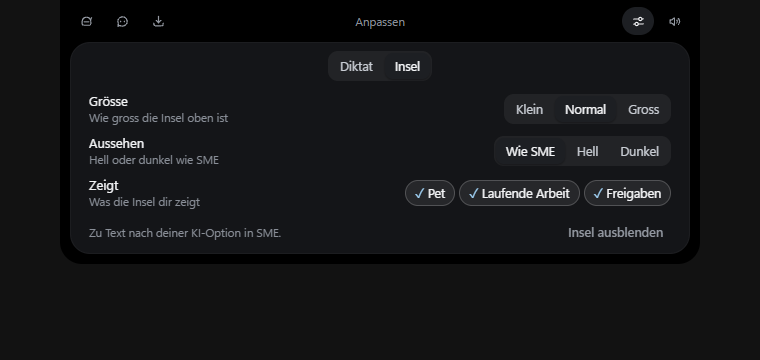 Anpassen
Diktat Insel
Grösse
Wie gross die Insel oben ist
Klein Normal Gross
Aussehen
Hell oder dunkel wie SME
Wie SME Hell Dunkel
Zeigt
Was die Insel dir zeigt
✓ Pet ✓ Laufende Arbeit ✓ Freigaben
Zu Text nach deiner KI-Option in SME.
Insel ausblenden